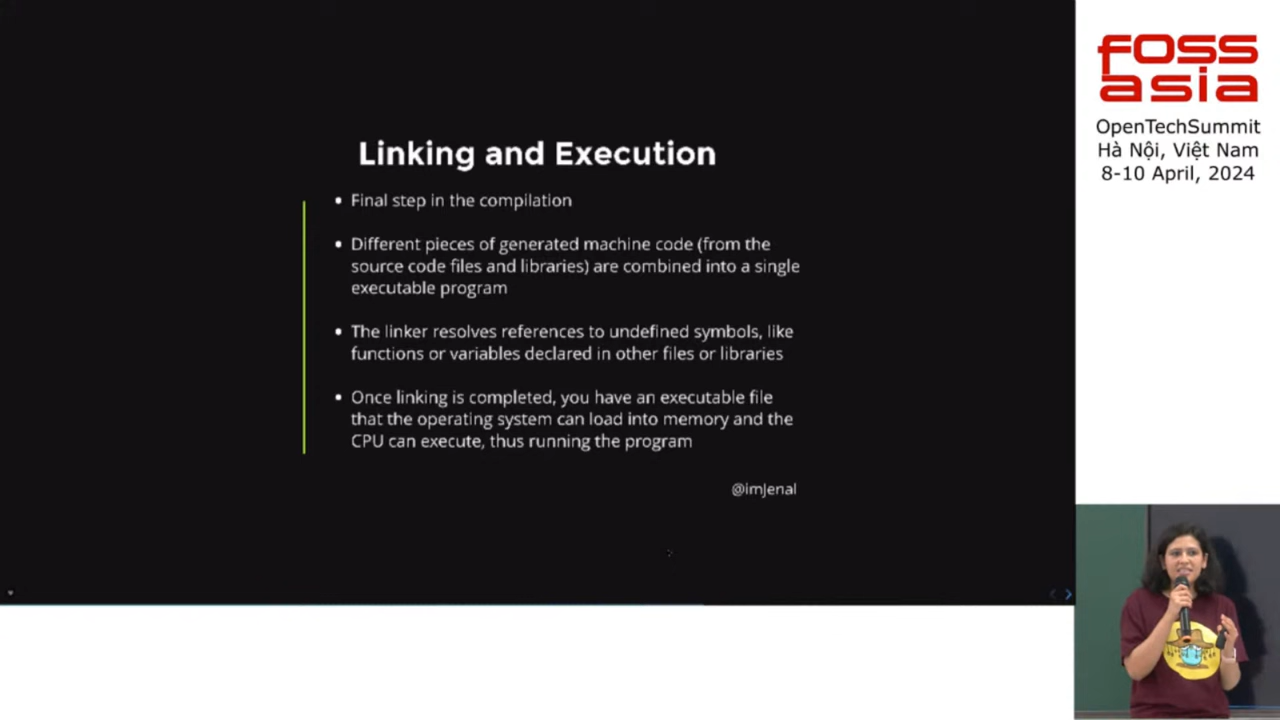 Linking and Execution
• Final step in the compilation
• Different pieces of generated machine code (from the
source code files and libraries) are combined into a single
executable program
• The linker resolves references to undefined symbols, like
functions or variables declared in other files or libraries
• Once linking is completed, you have an executable file
that the operating system can load into memory and the
CPU can execute, thus running the program
@imJenal
FOSS
asia
OpenTechSummit
Hà Nội, Việt Nam
8-10 April, 2024